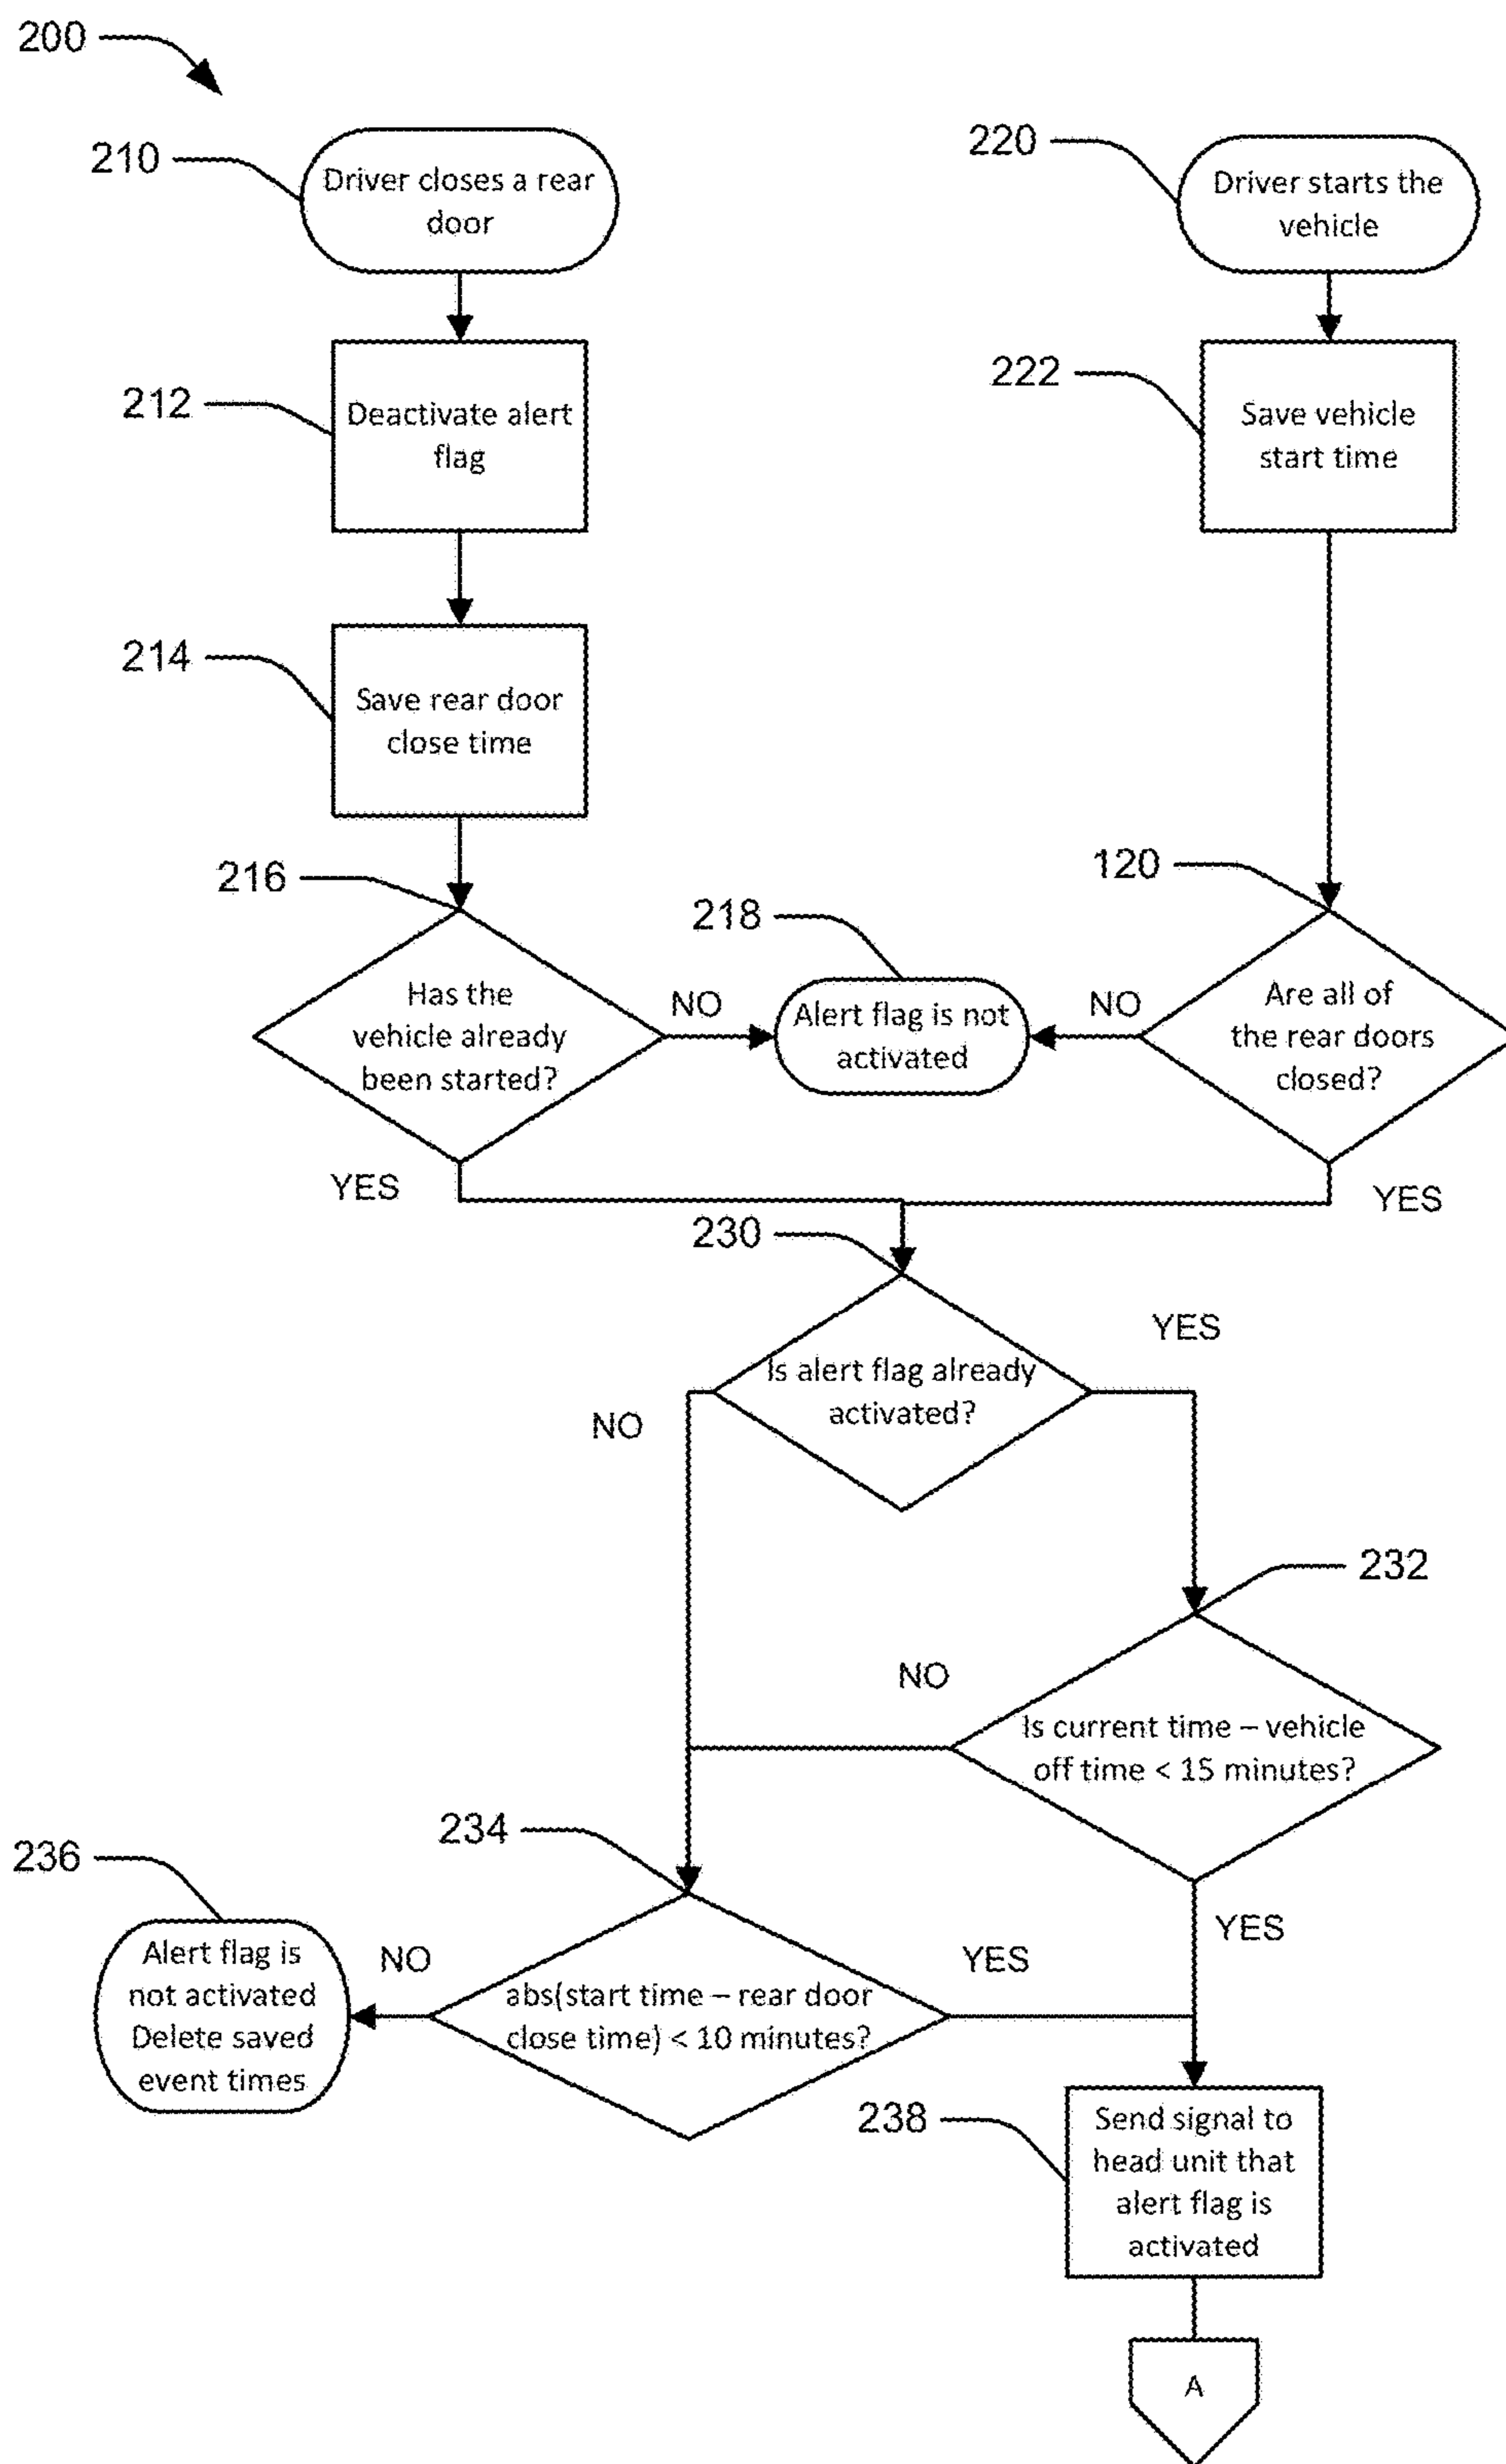 200
210
Driver closes a rear
door
220
Driver starts the
vehicle
212
Deactivate alert
flag
222
Save vehicle
start time
214
Save rear door
close time
216
Has the
vehicle already
been started?
NO
218
Alert flag is not
activated
NO
120
Are all of
the rear doors
closed?
YES
YES
230
Is alert flag already
activated?
YES
NO
232
Is current time – vehicle
off time < 15 minutes?
NO
YES
234
abs(start time – rear door
close time) < 10 minutes?
NO
YES
236
Alert flag is
not activated
Delete saved
event times
238
Send signal to
head unit that
alert flag is
activated
A